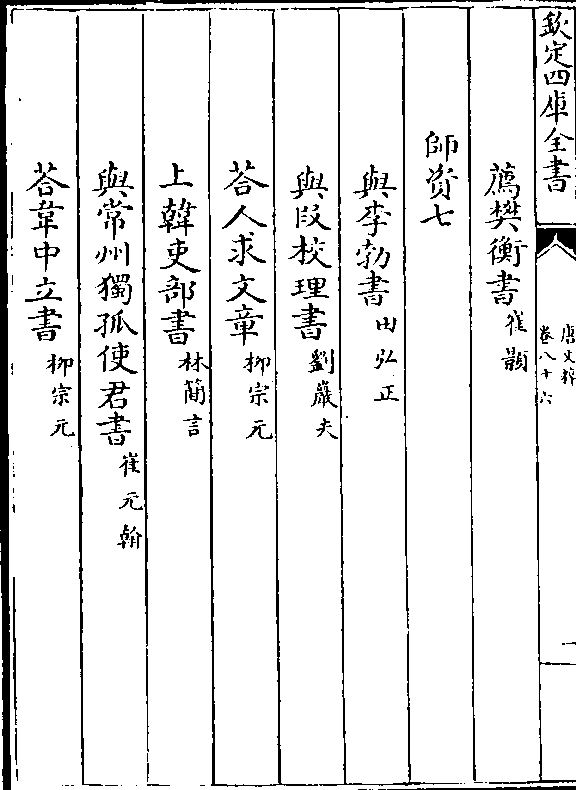 欽定四庫全書
唐文粹
卷八十六
一
薦樊衡書 崔顥
師資七
與李勃書 田弘正
與段校理書 劉巖夫
荅人求文章 柳宗元
上韓吏部書 林簡言
與常州獨孤使君書 崔元翰
荅韋中立書 柳宗元